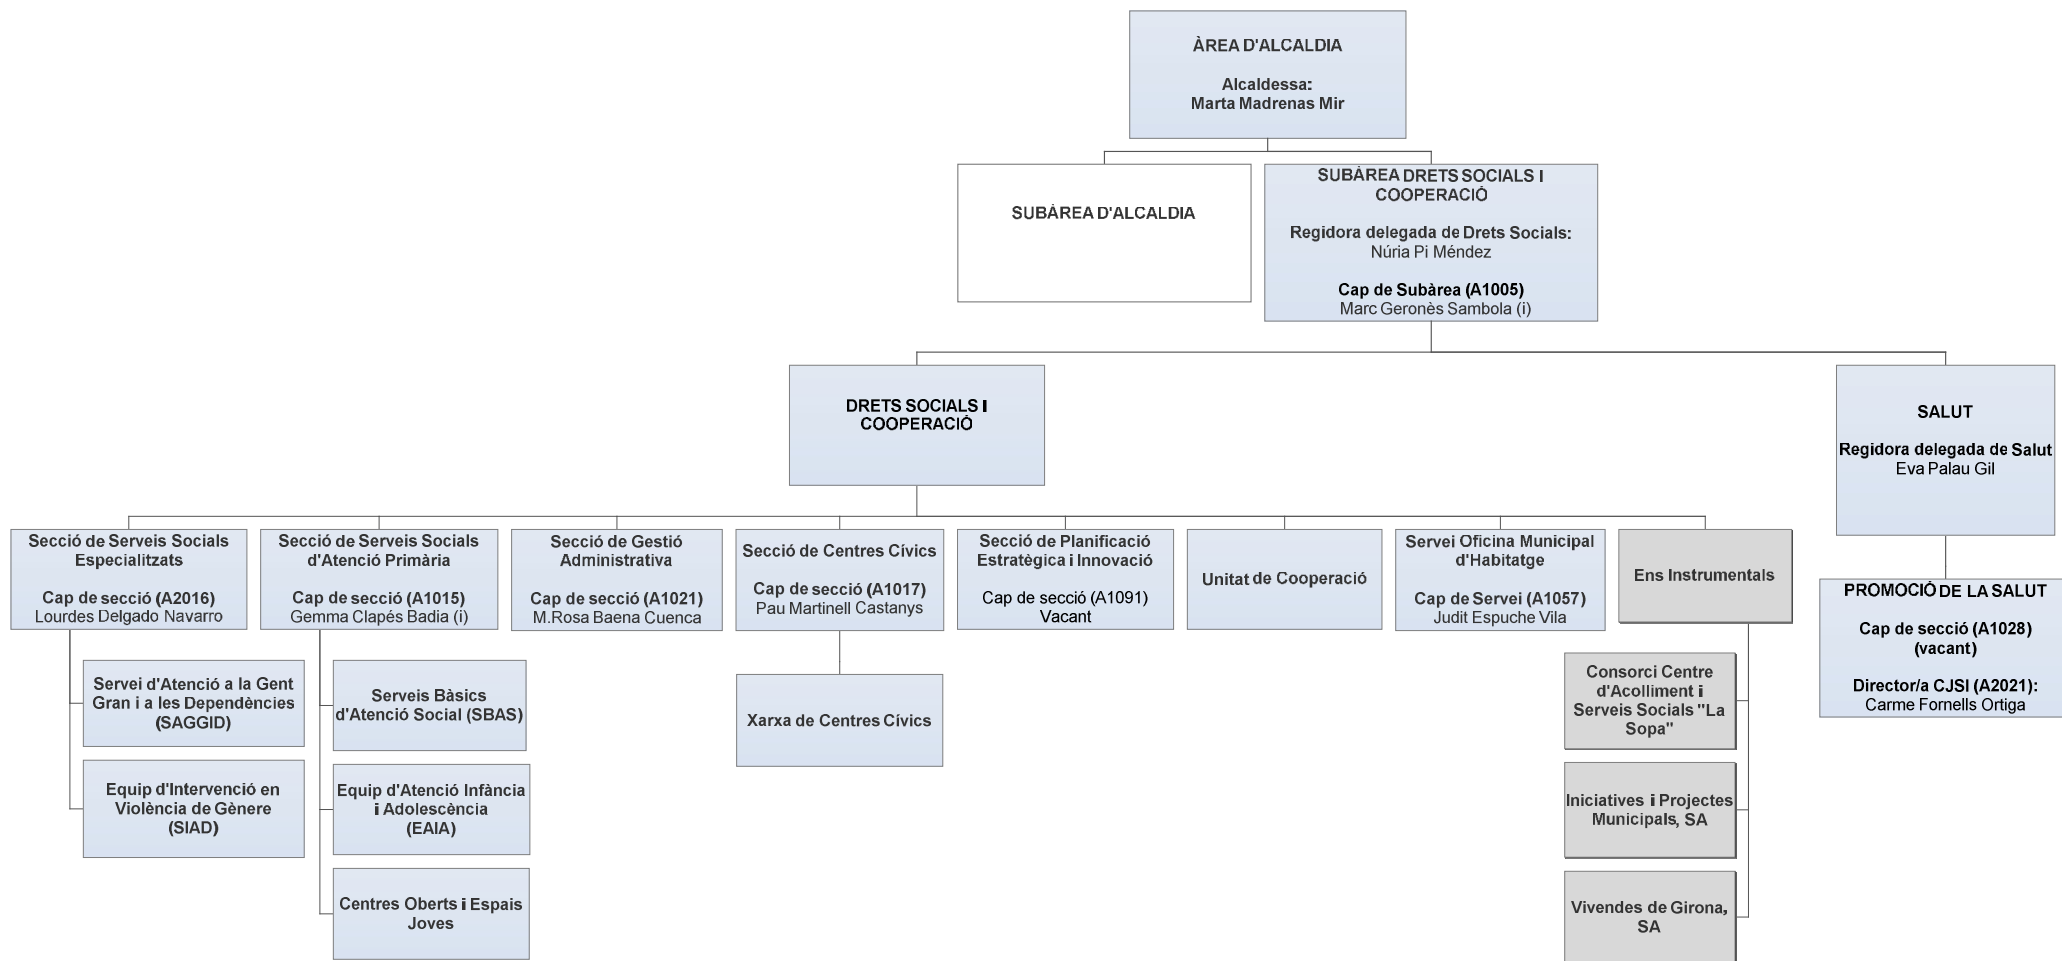 ÀREA D'ALCALDIA
Alcaldessa:
Marta Madrenas Mir
SUBÀREA D'ALCALDIA
SUBÀREA DRETS SOCIALS I
COOPERACIÓ
Regidora delegada de Drets Socials:
Núria Pi Méndez
Cap de Subàrea (A1005)
Marc Geronès Sambola (i)
DRETS SOCIALS I
COOPERACIÓ
SALUT
Regidora delegada de Salut
Eva Palau Gil
Secció de Serveis Socials
Especialitzats
Cap de secció (A2016)
Lourdes Delgado Navarro
Secció de Serveis Socials
d'Atenció Primària
Cap de secció (A1015)
Gemma Clapés Badia (i)
Secció de Gestió
Administrativa
Cap de secció (A1021)
M.Rosa Baena Cuenca
Secció de Centres Cívics
Cap de secció (A1017)
Pau Martinell Castanys
Secció de Planificació
Estratègica i Innovació
Cap de secció (A1091)
Vacant
Unitat de Cooperació
Servei Oficina Municipal
d'Habitatge
Cap de Servei (A1057)
Judit Espuche Vila
Ens Instrumentals
PROMOCIÓ DE LA SALUT
Cap de secció (A1028)
(vacant)
Director/a CJSI (A2021):
Carme Fornells Ortiga
Servei d'Atenció a la Gent
Gran i a les Dependències
(SAGGID)
Equip d'Intervenció en
Violència de Gènere
(SIAD)
Serveis Bàsics
d'Atenció Social (SBAS)
Equip d'Atenció Infància
i Adolescència
(EAIA)
Centres Oberts i Espais
Joves
Xarxa de Centres Cívics
Consorci Centre
d'Acolliment i
Serveis Socials "La
Sopa"
Iniciatives i Projectes
Municipals, SA
Vivendes de Girona,
SA